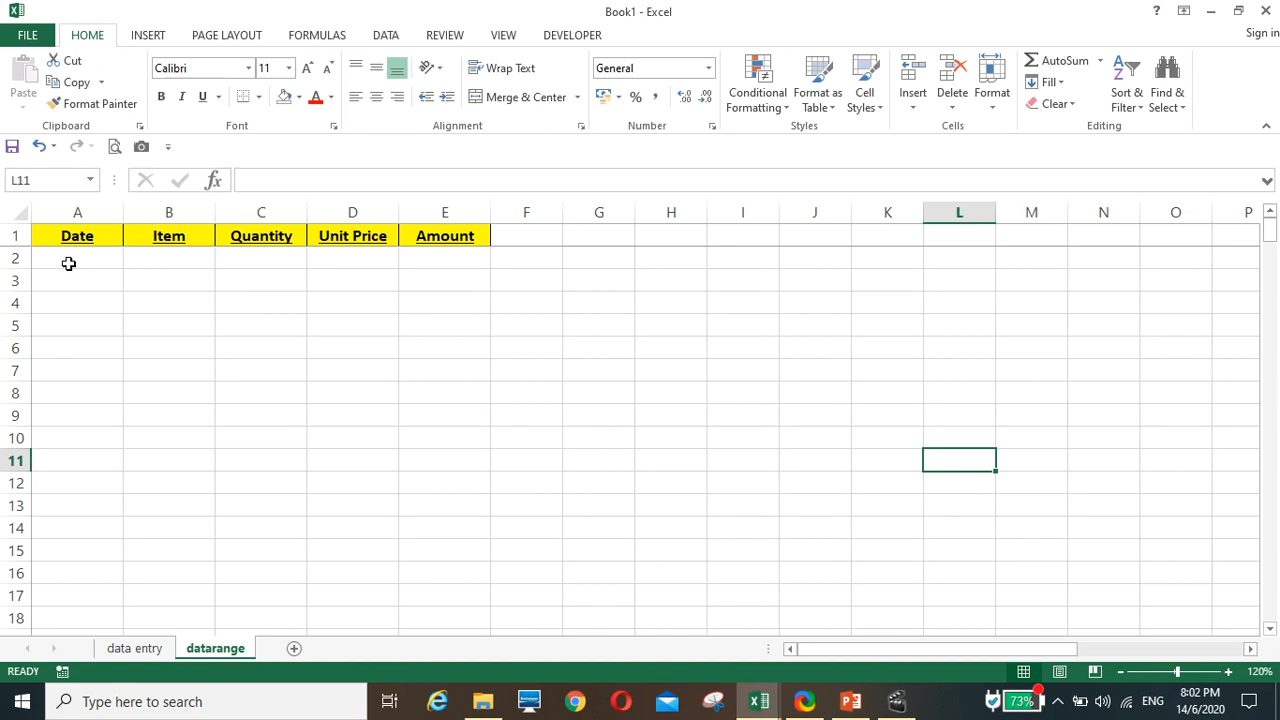 Book1 - Excel
FILE HOME INSERT PAGE LAYOUT FORMULAS DATA REVIEW VIEW DEVELOPER Sign in
Paste Cut Copy Format Painter Clipboard
Calibri 11 B I U A Font
Wrap Text Merge & Center Alignment
General % , Number
Conditional Formatting Format as Table Cell Styles Styles
Insert Delete Format Cells
AutoSum Fill Clear Sort & Filter Find & Select Editing
L11 fx
A B C D E F G H I J K L M N O P
1 Date Item Quantity Unit Price Amount
2
3
4
5
6
7
8
9
10
11
12
13
14
15
16
17
18
data entry datarange
READY 120%
Type here to search 73% ENG 8:02 PM
14/6/2020